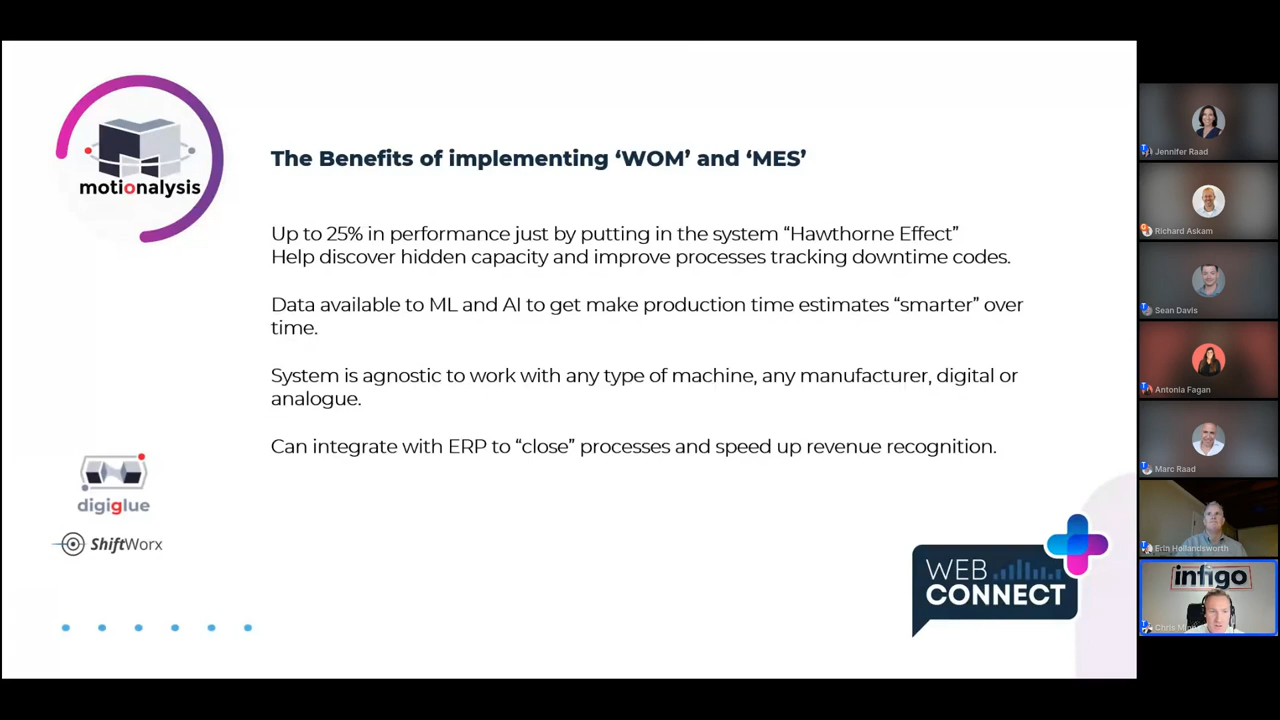 motionalysis
The Benefits of implementing ‘WOM’ and ‘MES’
Up to 25% in performance just by putting in the system “Hawthorne Effect”
Help discover hidden capacity and improve processes tracking downtime codes.
Data available to ML and AI to get make production time estimates “smarter” over
time.
System is agnostic to work with any type of machine, any manufacturer, digital or
analogue.
Can integrate with ERP to “close” processes and speed up revenue recognition.
digiglue
ShiftWorx
WEB
CONNECT
Jennifer Raad
Richard Askam
Sean Davis
Antonia Fagan
Marc Raad
Erin Hollandsworth
infigo
Chris